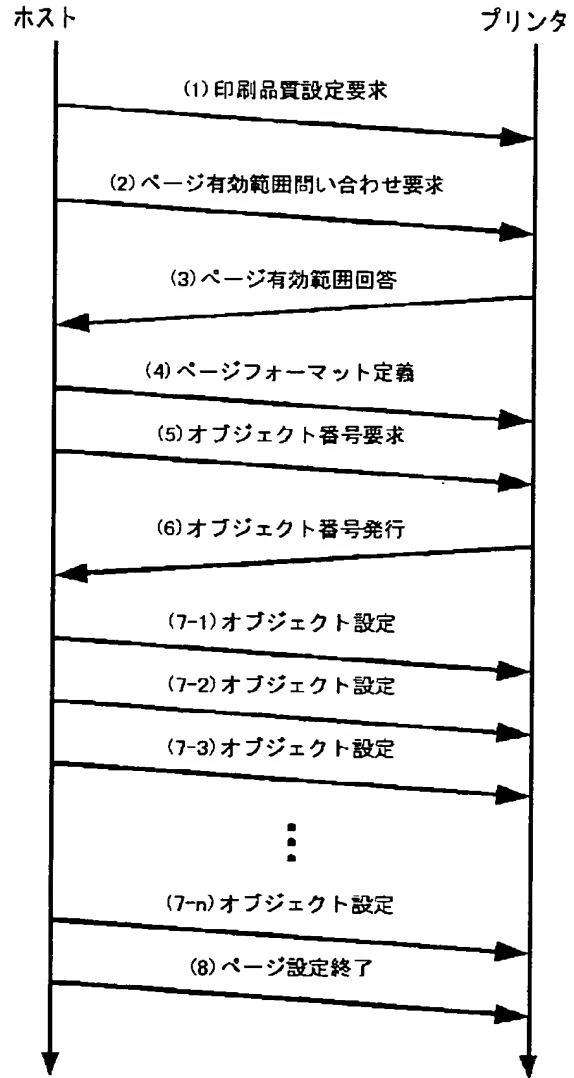 ホスト
プリンタ
(1)印刷品質設定要求
(2)ページ有効範囲問い合わせ要求
(3)ページ有効範囲回答
(4)ページフォーマット定義
(5)オブジェクト番号要求
(6)オブジェクト番号発行
(7-1)オブジェクト設定
(7-2)オブジェクト設定
(7-3)オブジェクト設定
(7-n)オブジェクト設定
(8)ページ設定終了